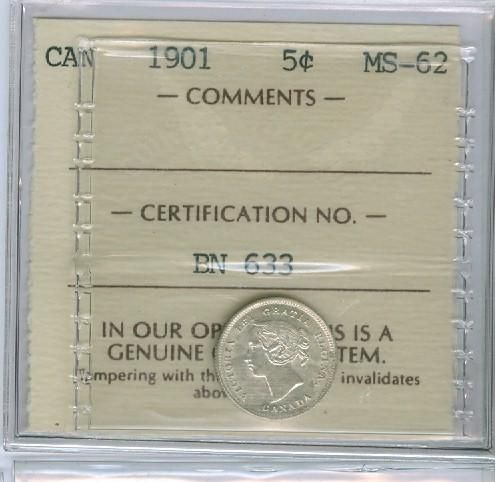 CAN 1901 5¢ MS-62
— COMMENTS —
— CERTIFICATION NO. —
BN 633
IN OUR OP IS IS A
GENUINE TEM.
Tampering with th invalidates
abov
VICTORIA DEI GRATIA REGINA.
CANADA